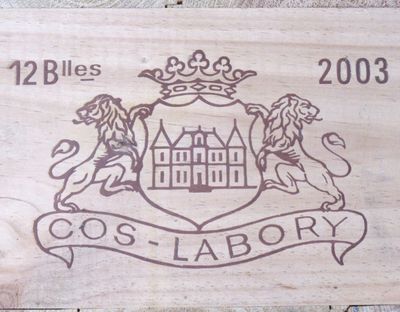 12 Blles 2003
COS - LABORY